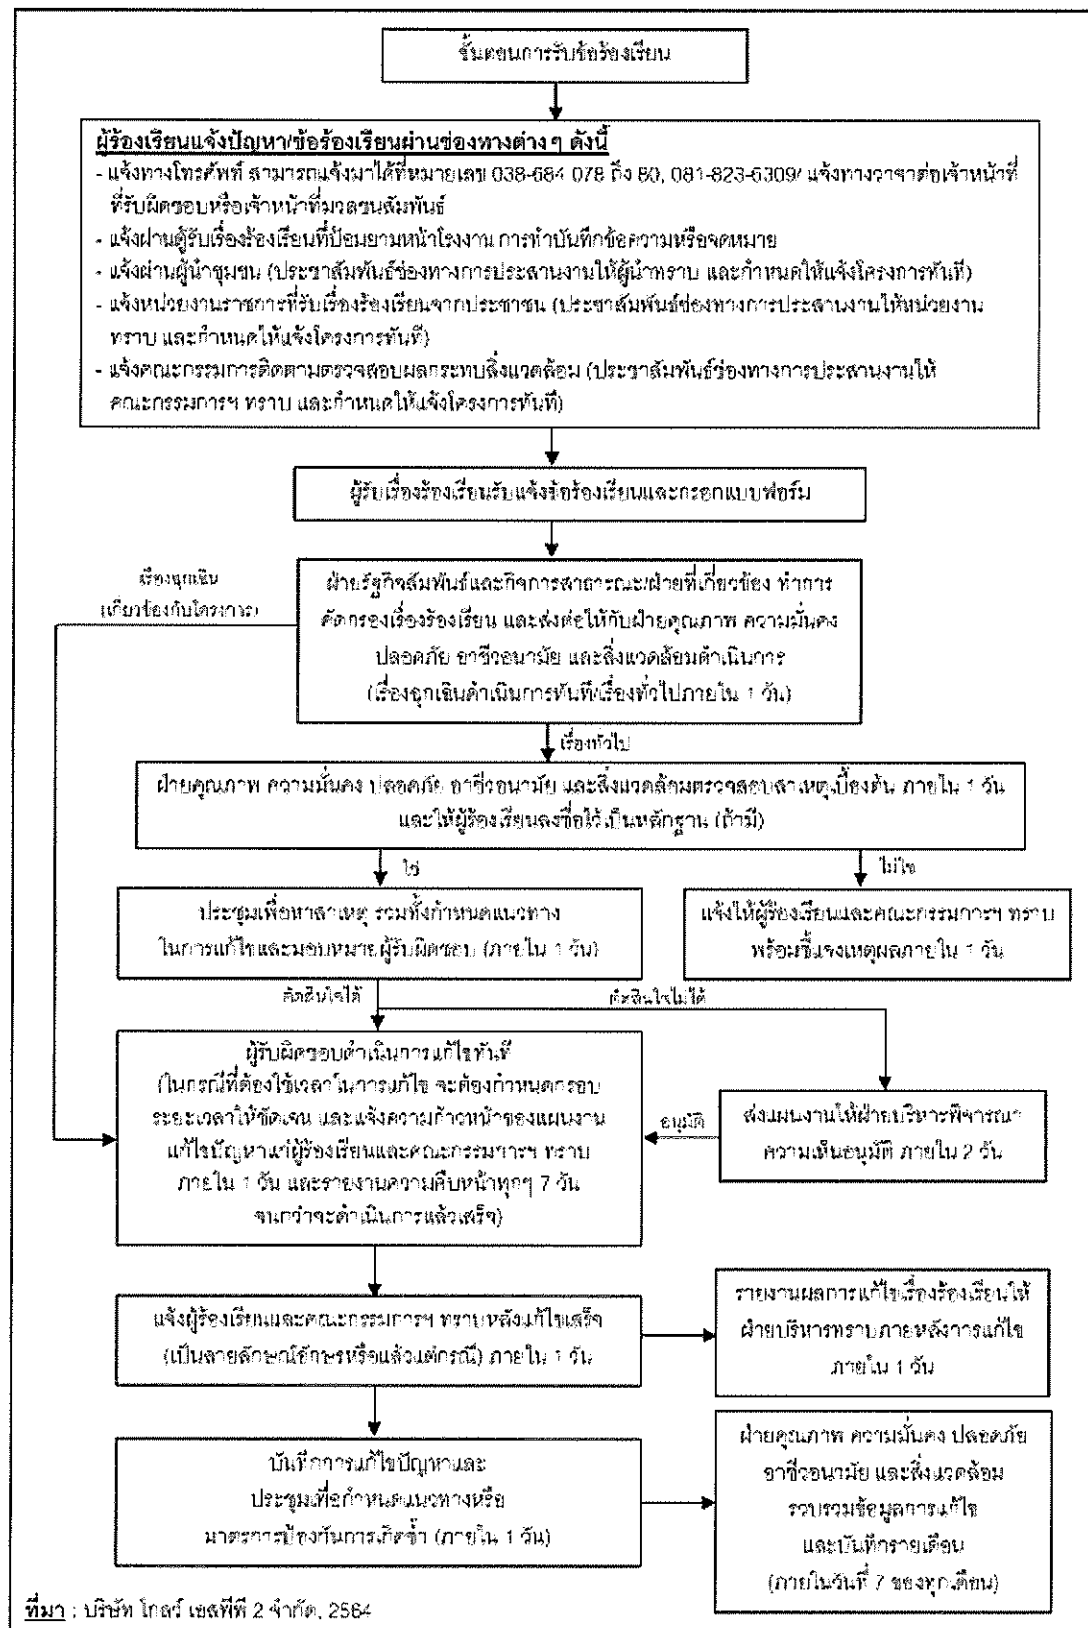 ขั้นตอนการรับข้อร้องเรียน
ผู้ร้องเรียนแจ้งปัญหา/ข้อร้องเรียนผ่านช่องทางต่างๆ ดังนี้
- แจ้งทางโทรศัพท์ สามารถแจ้งมาได้ที่หมายเลข 038-684 078 ถึง 80, 081-823-6309/ แจ้งทางวาจาต่อเจ้าหน้าที่
ที่รับผิดชอบหรือเจ้าหน้าที่มวลชนสัมพันธ์
- แจ้งผ่านตู้รับเรื่องร้องเรียนที่ป้อมยามหน้าโรงงาน การทำบันทึกข้อความหรือจดหมาย
- แจ้งผ่านผู้นำชุมชน (ประชาสัมพันธ์ช่องทางการประสานงานให้ผู้นำทราบ และกำหนดให้แจ้งโครงการทันที)
- แจ้งหน่วยงานราชการที่รับเรื่องร้องเรียนจากประชาชน (ประชาสัมพันธ์ช่องทางการประสานงานให้หน่วยงาน
ทราบ และกำหนดให้แจ้งโครงการทันที)
- แจ้งคณะกรรมการติดตามตรวจสอบผลกระทบสิ่งแวดล้อม (ประชาสัมพันธ์ช่องทางการประสานงานให้
คณะกรรมการฯ ทราบ และกำหนดให้แจ้งโครงการทันที)
ผู้รับเรื่องร้องเรียนรับแจ้งข้อร้องเรียนและกรอกแบบฟอร์ม
เรื่องฉุกเฉิน
(เกี่ยวข้องกับโครงการ)
ฝ่ายรัฐกิจสัมพันธ์และกิจการสาธารณะ/ฝ่ายที่เกี่ยวข้อง ทำการ
คัดกรองเรื่องร้องเรียน และส่งต่อให้กับฝ่ายคุณภาพ ความมั่นคง
ปลอดภัย อาชีวอนามัย และสิ่งแวดล้อมดำเนินการ
(เรื่องฉุกเฉินดำเนินการทันที/เรื่องทั่วไปภายใน 1 วัน)
เรื่องทั่วไป
ฝ่ายคุณภาพ ความมั่นคง ปลอดภัย อาชีวอนามัย และสิ่งแวดล้อมตรวจสอบสาเหตุเบื้องต้น ภายใน 1 วัน
และให้ผู้ร้องเรียนลงชื่อไว้เป็นหลักฐาน (ถ้ามี)
ใช่
ไม่ใช่
ประชุมเพื่อหาสาเหตุ รวมทั้งกำหนดแนวทาง
ในการแก้ไขและมอบหมายผู้รับผิดชอบ (ภายใน 1 วัน)
แจ้งให้ผู้ร้องเรียนและคณะกรรมการฯ ทราบ
พร้อมชี้แจงเหตุผลภายใน 1 วัน
ตัดสินใจได้
ตัดสินใจไม่ได้
ผู้รับผิดชอบดำเนินการแก้ไขทันที
(ในกรณีที่ต้องใช้เวลาในการแก้ไข จะต้องกำหนดกรอบ
ระยะเวลาให้ชัดเจน และแจ้งความก้าวหน้าของแผนงาน
แก้ไขปัญหาแก่ผู้ร้องเรียนและคณะกรรมการฯ ทราบ
ภายใน 1 วัน และรายงานความคืบหน้าทุกๆ 7 วัน
จนกว่าจะดำเนินการแล้วเสร็จ)
อนุมัติ
ส่งแผนงานให้ฝ่ายบริหารพิจารณา
ความเห็นอนุมัติ ภายใน 2 วัน
แจ้งผู้ร้องเรียนและคณะกรรมการฯ ทราบหลังแก้ไขเสร็จ
(เป็นลายลักษณ์อักษรหรือแล้วแต่กรณี) ภายใน 1 วัน
รายงานผลการแก้ไขเรื่องร้องเรียนให้
ฝ่ายบริหารทราบภายหลังการแก้ไข
ภายใน 1 วัน
บันทึกการแก้ไขปัญหาและ
ประชุมเพื่อกำหนดแนวทางหรือ
มาตรการป้องกันการเกิดซ้ำ (ภายใน 1 วัน)
ฝ่ายคุณภาพ ความมั่นคง ปลอดภัย
อาชีวอนามัย และสิ่งแวดล้อม
รวบรวมข้อมูลการแก้ไข
และบันทึกรายเดือน
(ภายในวันที่ 7 ของทุกเดือน)
ที่มา : บริษัท โกลว์ เอสพีพี 2 จำกัด, 2564